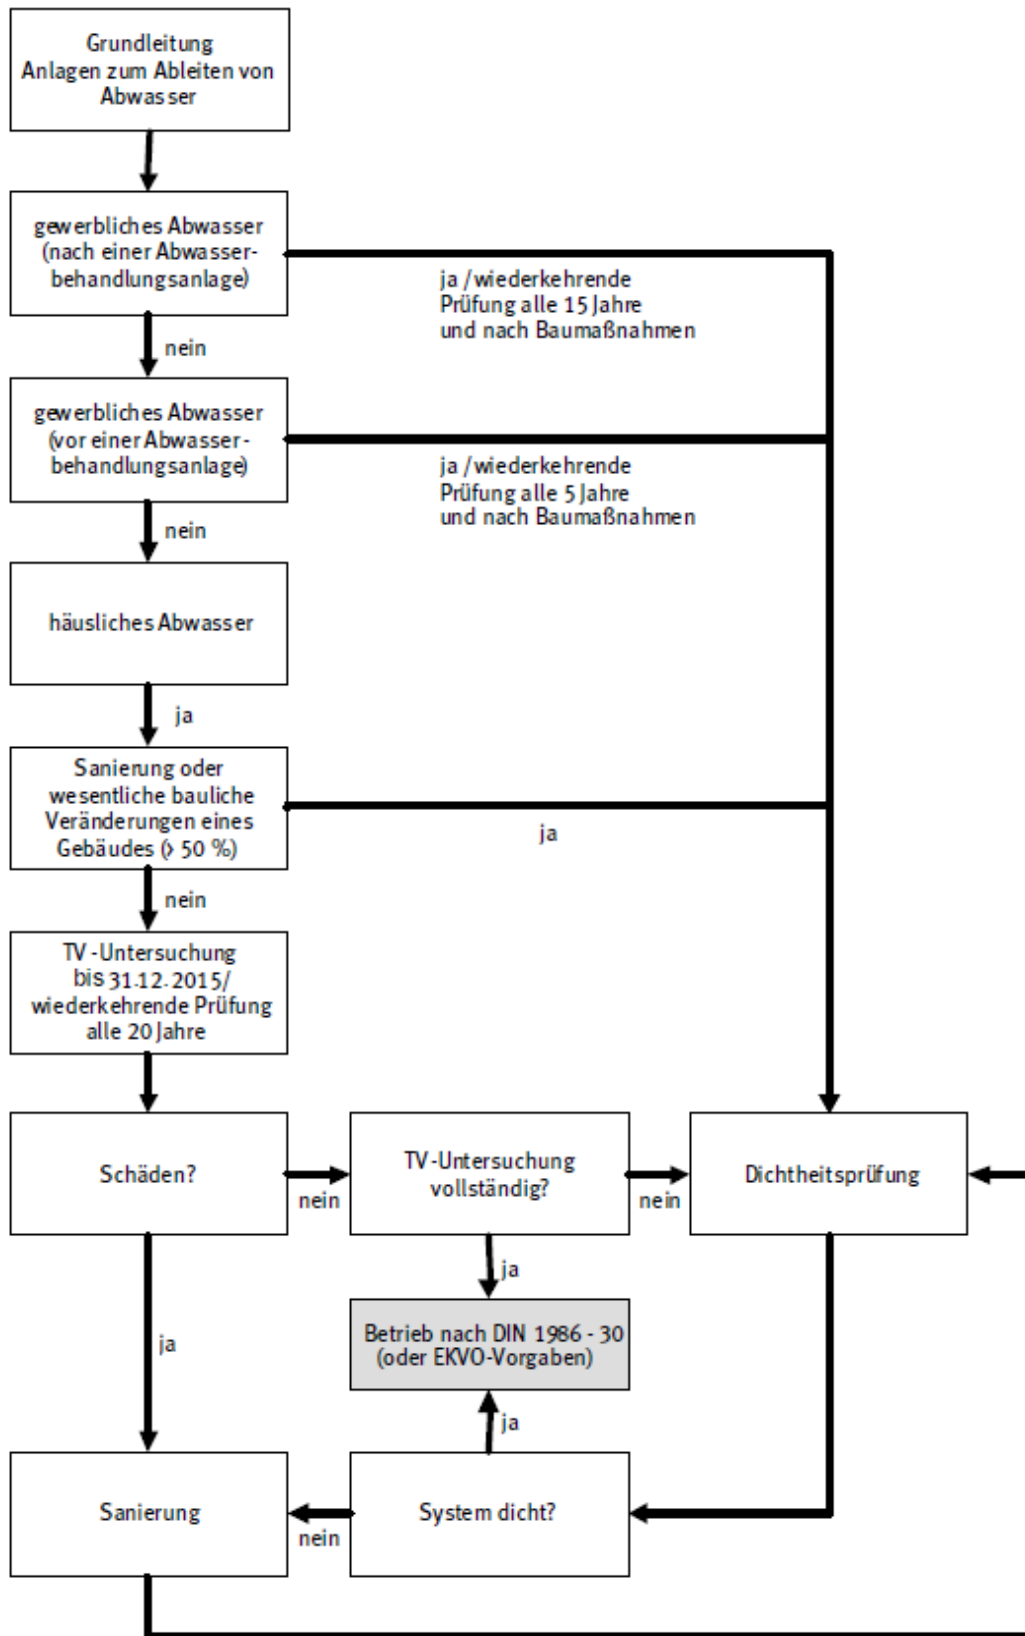 Grundleitung
Anlagen zum Ableiten von
Abwasser
gewerbliches Abwasser
(nach einer Abwasser-
behandlungsanlage)
ja / wiederkehrende
Prüfung alle 15 Jahre
und nach Baumaßnahmen
nein
gewerbliches Abwasser
(vor einer Abwasser-
behandlungsanlage)
ja / wiederkehrende
Prüfung alle 5 Jahre
und nach Baumaßnahmen
nein
häusliches Abwasser
ja
Sanierung oder
wesentliche bauliche
Veränderungen eines
Gebäudes (> 50 %)
ja
nein
TV-Untersuchung
bis 31.12.2015/
wiederkehrende Prüfung
alle 20 Jahre
Schäden?
nein
TV-Untersuchung
vollständig?
nein
Dichtheitsprüfung
ja
Betrieb nach DIN 1986 - 30
(oder EKVO-Vorgaben)
ja
ja
Sanierung
nein
System dicht?